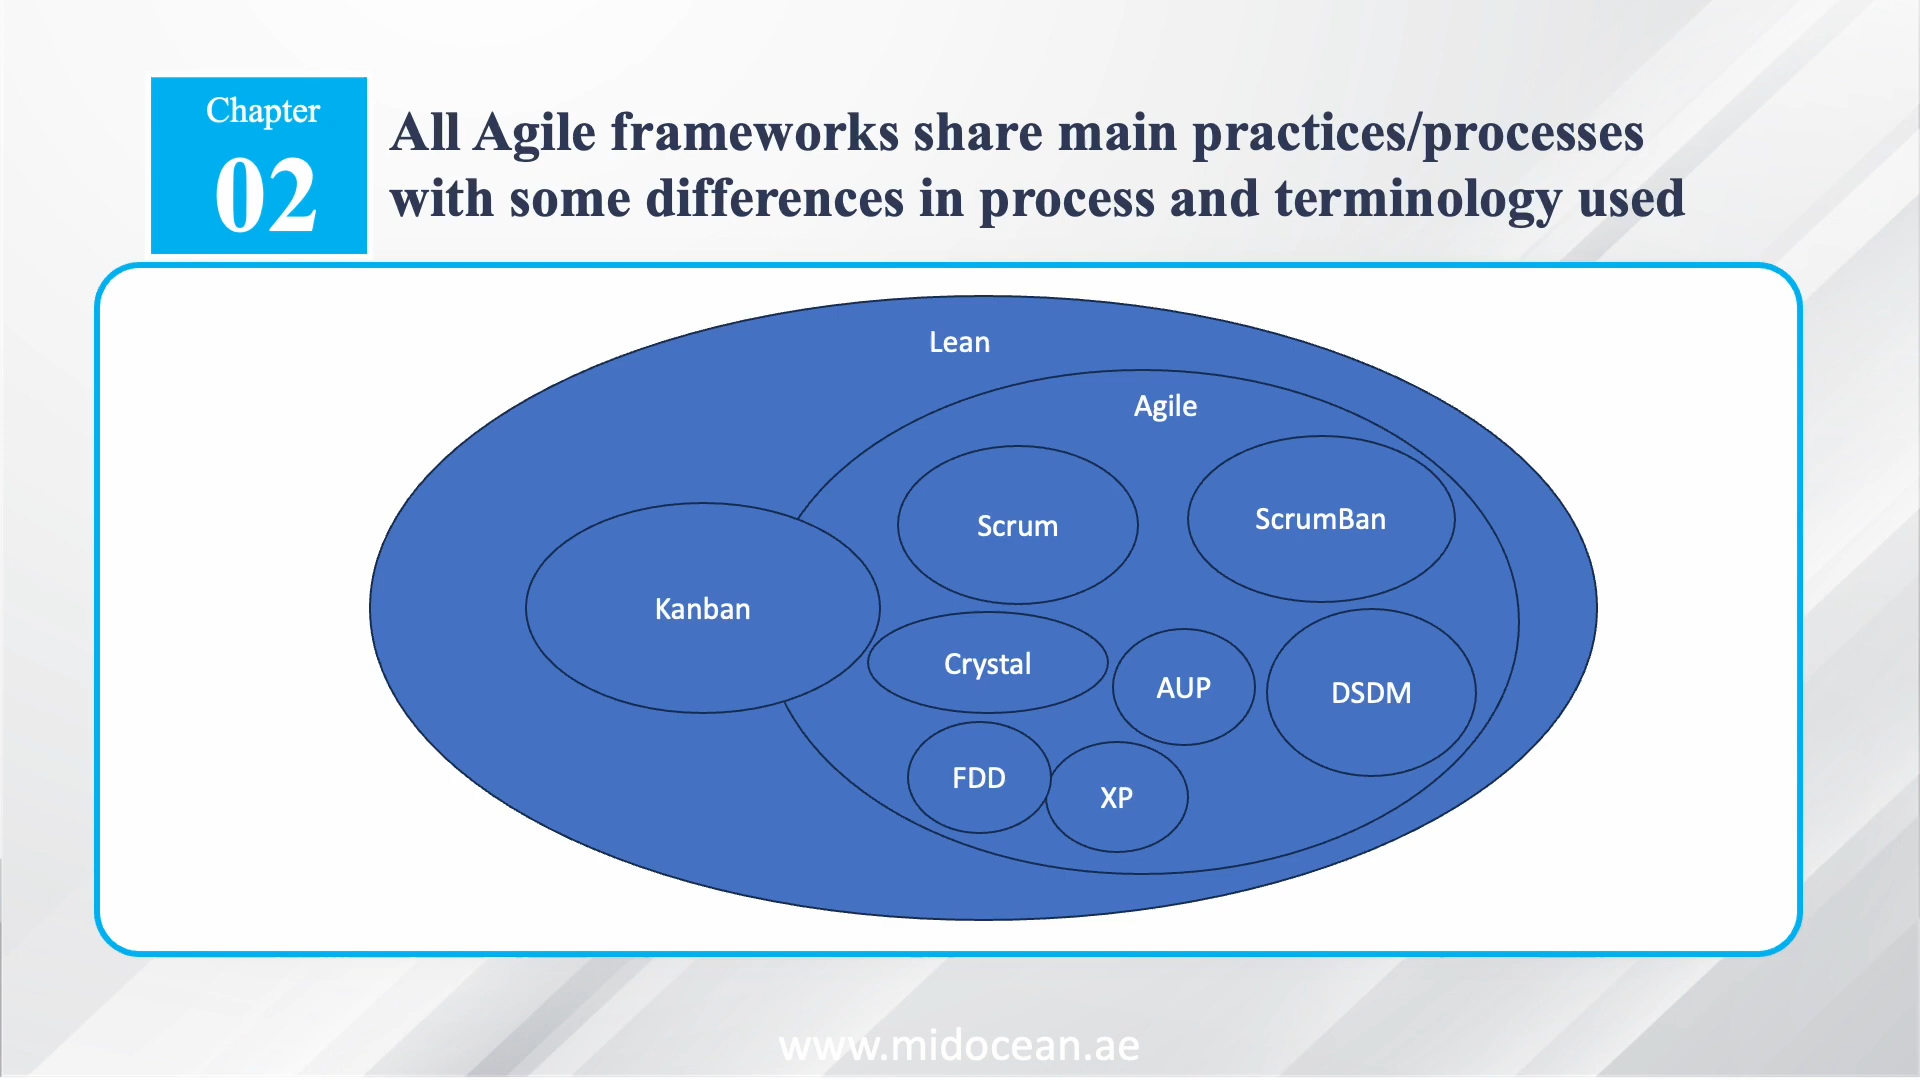 Chapter
02
All Agile frameworks share main practices/processes
with some differences in process and terminology used
Lean
Agile
Scrum
ScrumBan
Kanban
Crystal
AUP
DSDM
FDD
XP
www.midocean.ae